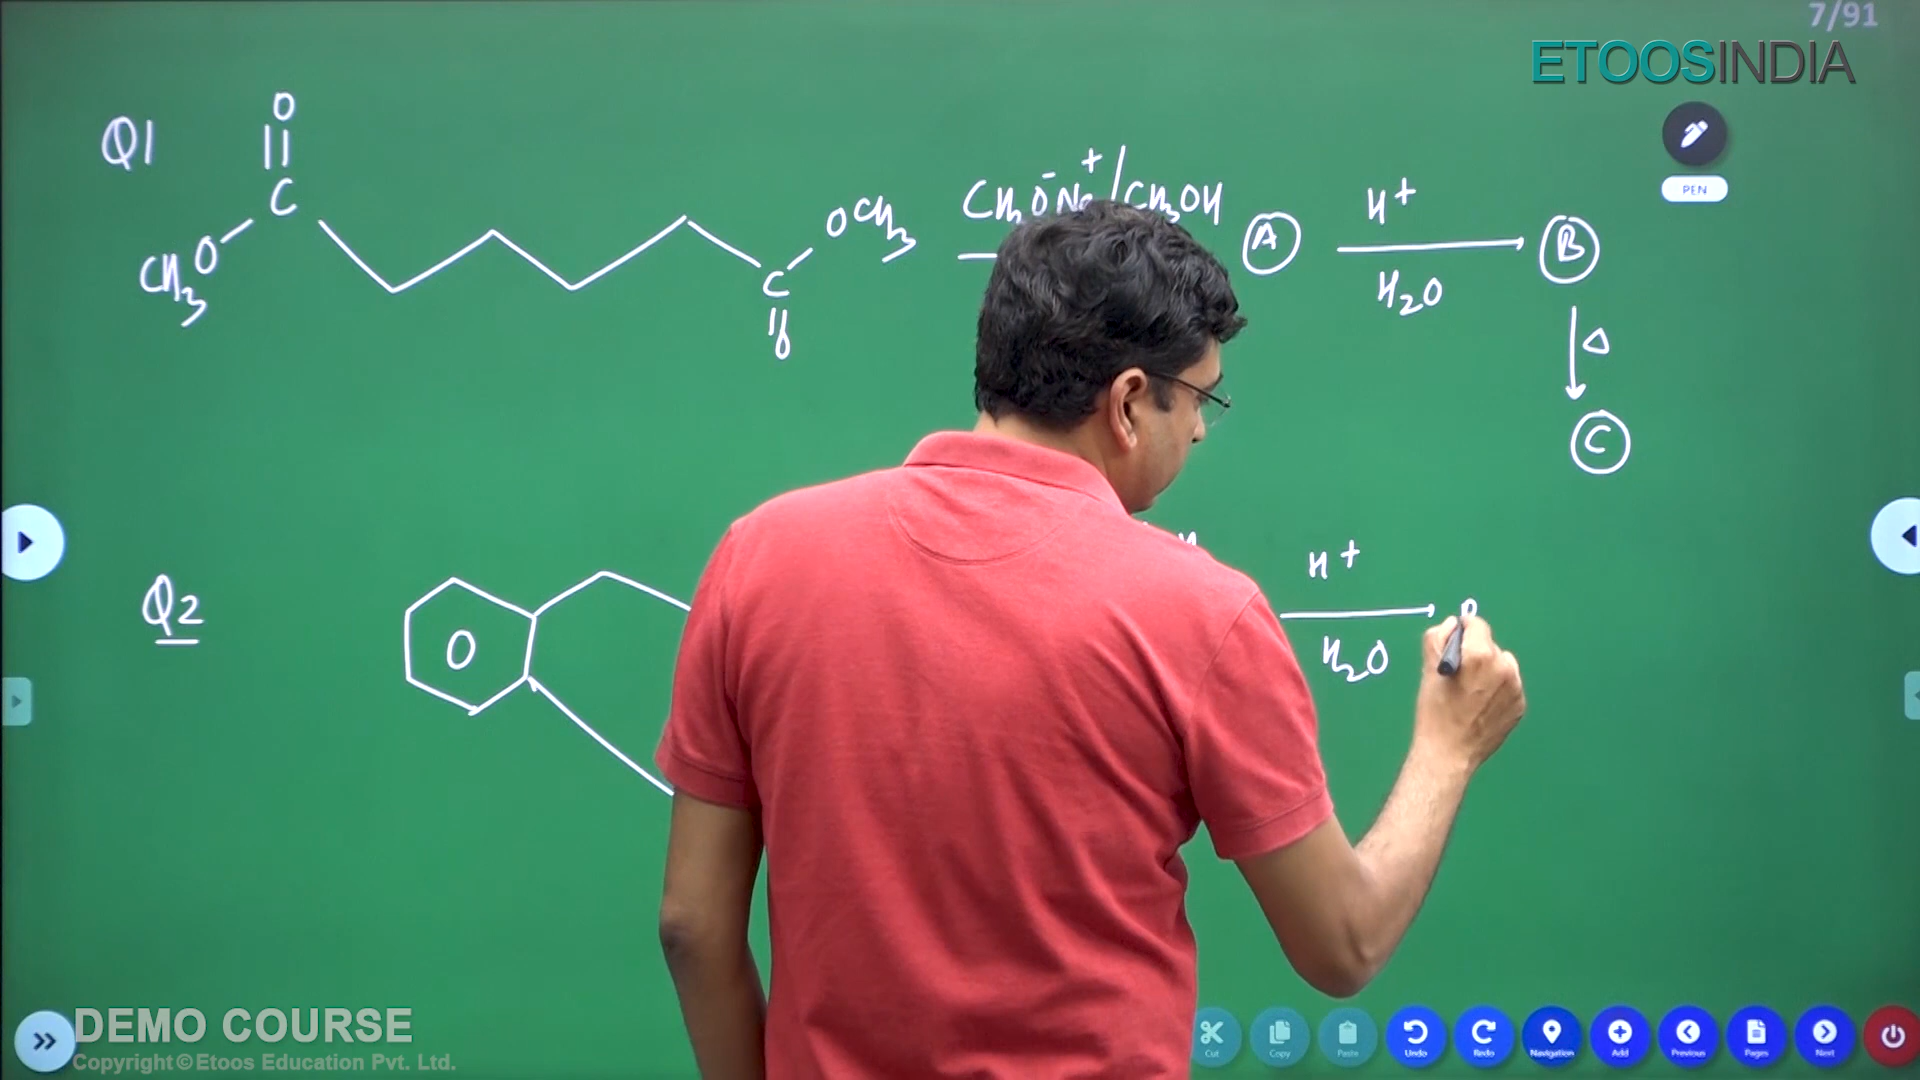 7/91
ETOOSINDIA
PEN
Q1
O
C
CH3O
OCH3
C
O
CH3O⁻Na⁺/CH3OH
A
H+
H2O
B
Δ
C
Q2
O
H+
H2O
DEMO COURSE
Copyright © Etoos Education Pvt. Ltd.
Cut Copy Paste Undo Redo Navigation Add Previous Pages Next